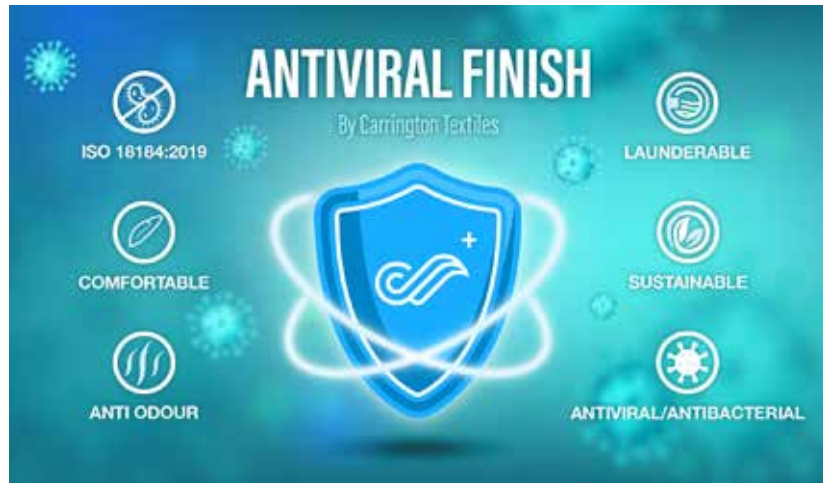 ANTIVIRAL FINISH
By Carrington Textiles
ISO 18184:2019
LAUNDERABLE
COMFORTABLE
SUSTAINABLE
ANTI ODOUR
ANTIVIRAL/ANTIBACTERIAL